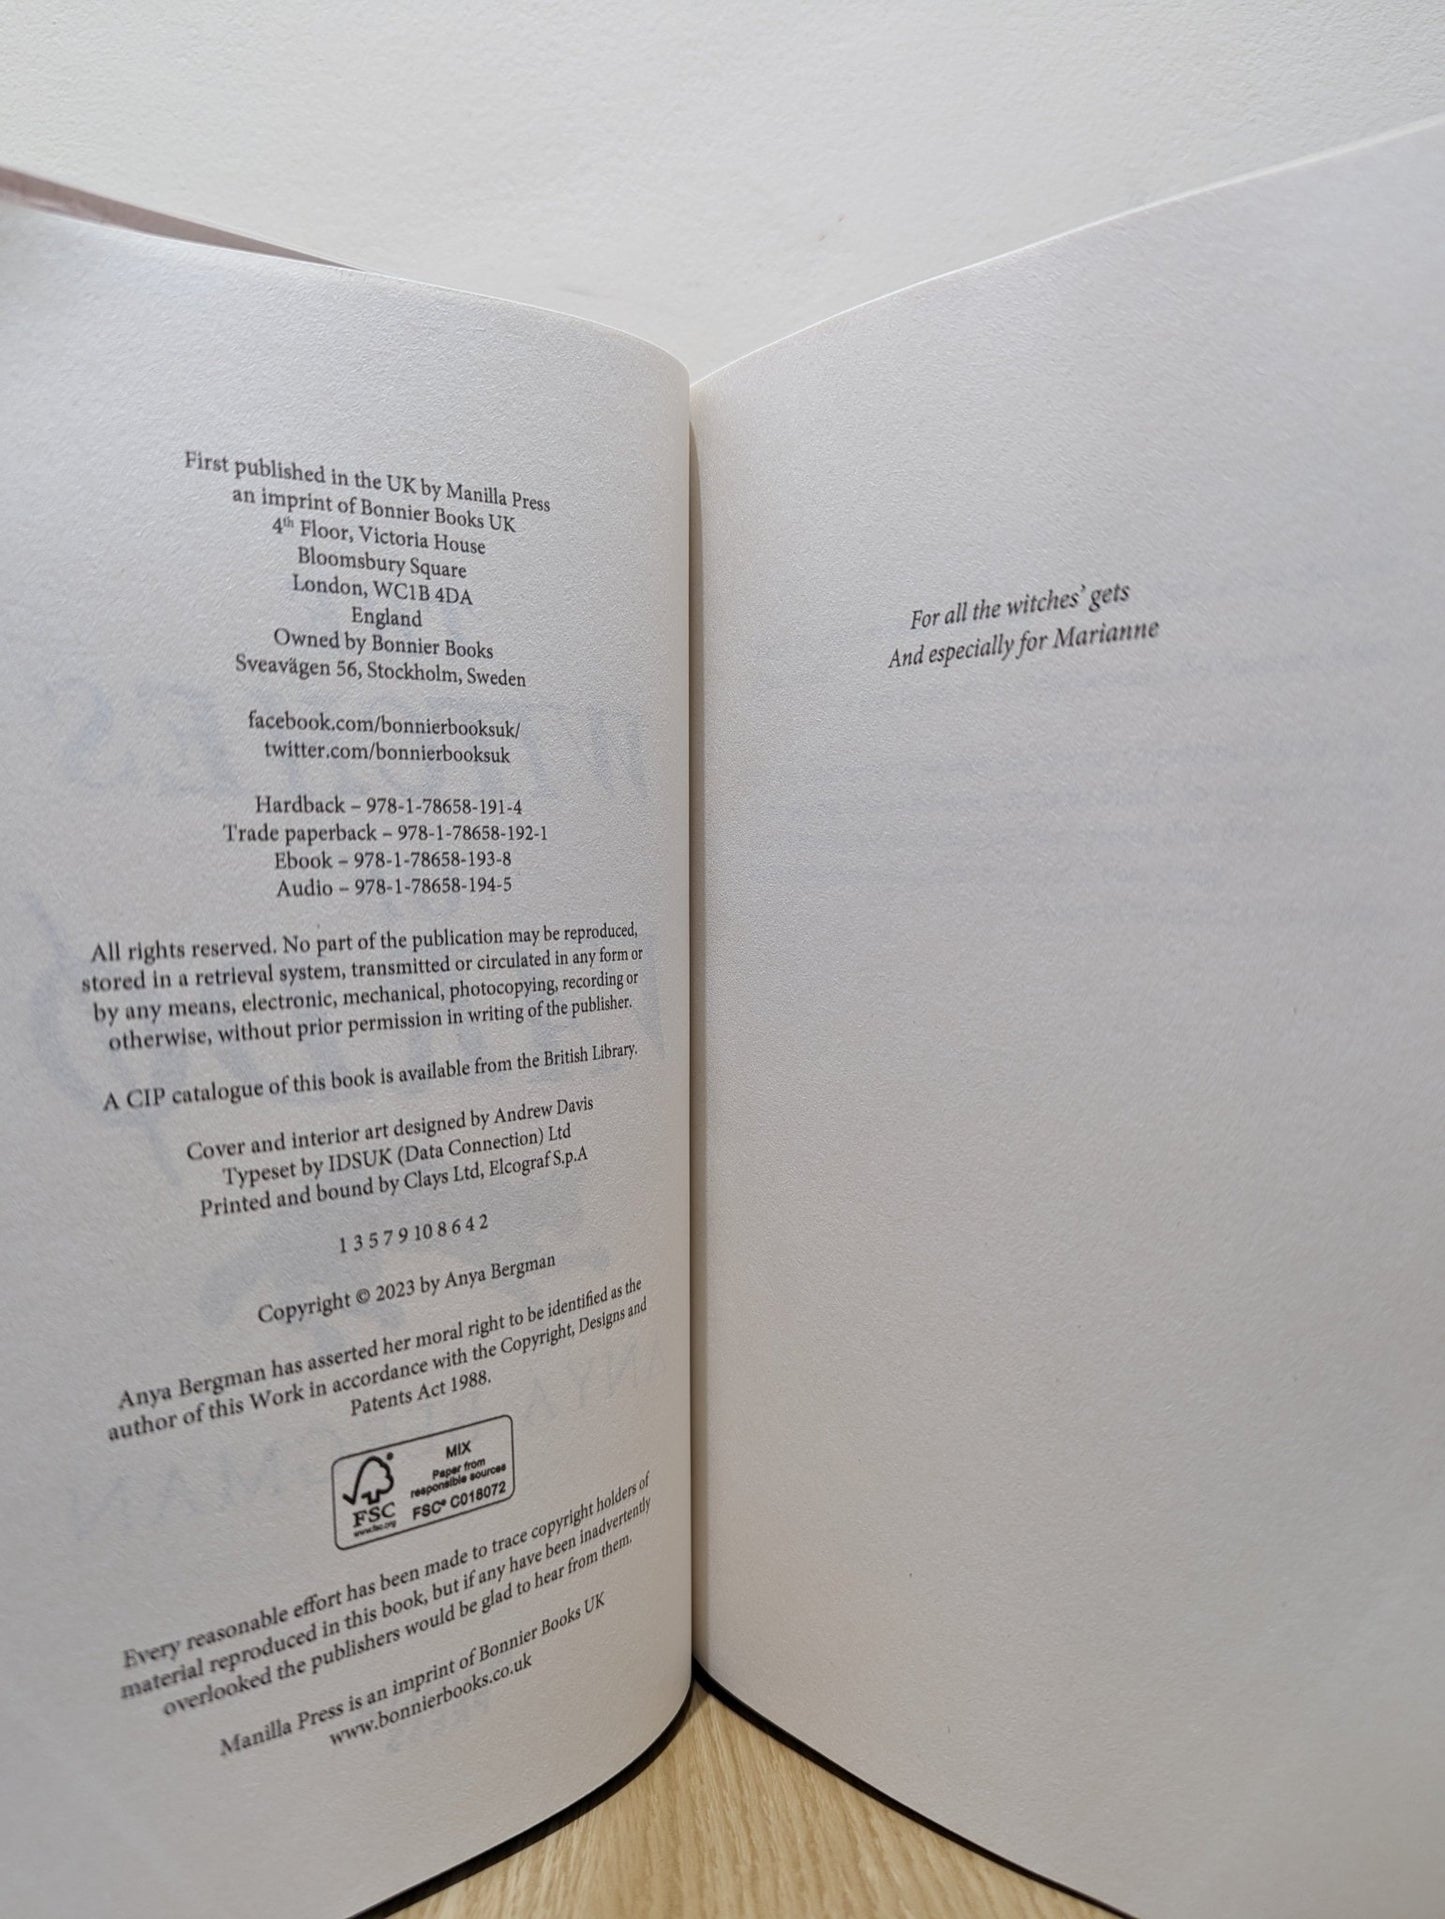 First published in the UK by Manilla Press
an imprint of Bonnier Books UK
4th Floor, Victoria House
Bloomsbury Square
London, WC1B 4DA
England
Owned by Bonnier Books
Sveavägen 56, Stockholm, Sweden
facebook.com/bonnierbooksuk/
twitter.com/bonnierbooksuk
Hardback – 978-1-78658-191-4
Trade paperback – 978-1-78658-192-1
Ebook – 978-1-78658-193-8
Audio – 978-1-78658-194-5
All rights reserved. No part of the publication may be reproduced,
stored in a retrieval system, transmitted or circulated in any form or
by any means, electronic, mechanical, photocopying, recording or
otherwise, without prior permission in writing of the publisher.
A CIP catalogue of this book is available from the British Library.
Cover and interior art designed by Andrew Davis
Typeset by IDSUK (Data Connection) Ltd
Printed and bound by Clays Ltd, Elcograf S.p.A
1 3 5 7 9 10 8 6 4 2
Copyright © 2023 by Anya Bergman
Anya Bergman has asserted her moral right to be identified as the
author of this Work in accordance with the Copyright, Designs and
Patents Act 1988.
FSC
www.fsc.org
MIX
Paper from
responsible sources
FSC® C018072
Every reasonable effort has been made to trace copyright holders of
material reproduced in this book, but if any have been inadvertently
overlooked the publishers would be glad to hear from them.
Manilla Press is an imprint of Bonnier Books UK
www.bonnierbooks.co.uk
For all the witches’ gets
And especially for Marianne